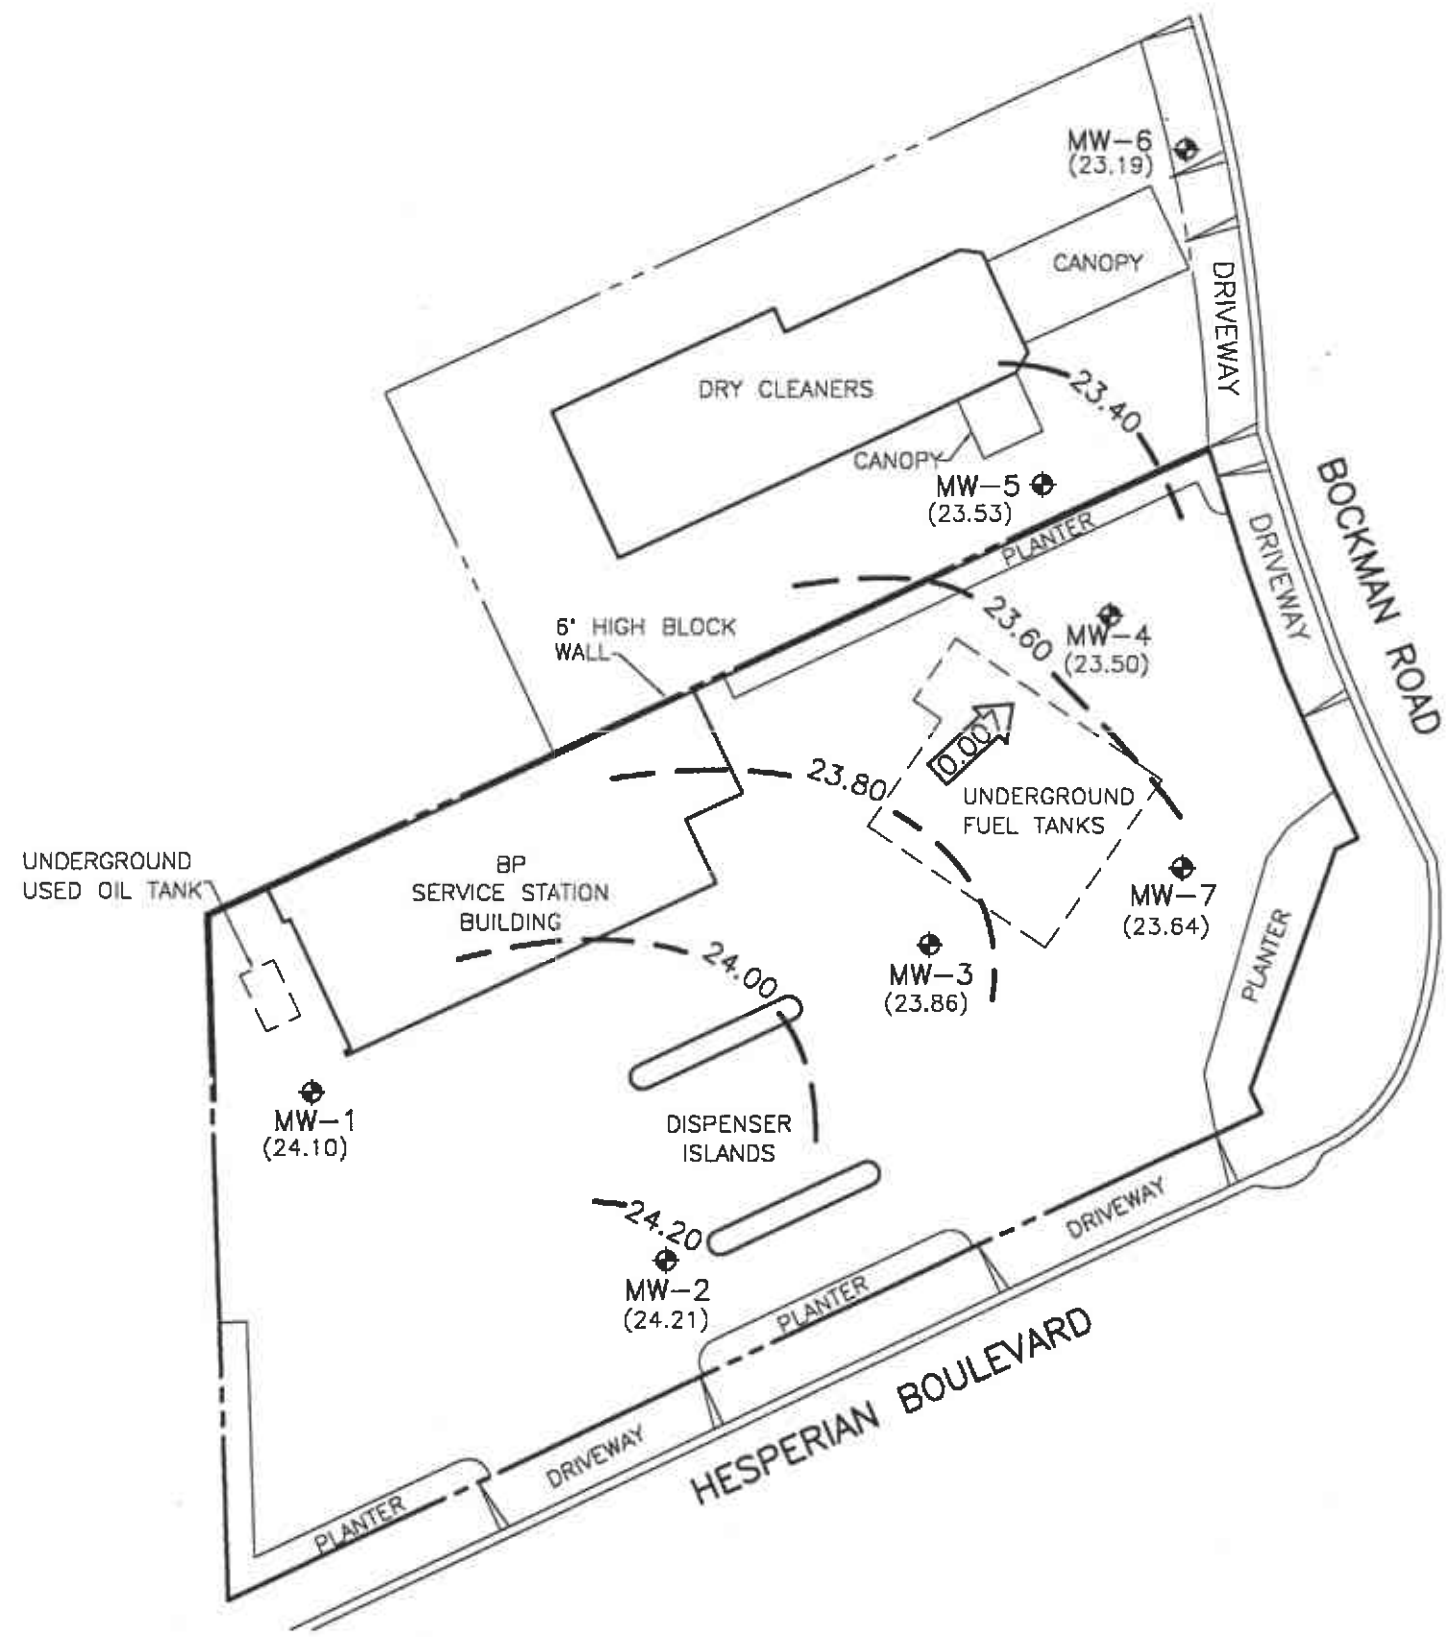 MW-6
(23.19)
CANOPY
DRIVEWAY
DRY CLEANERS
23.40
CANOPY
MW-5
(23.53)
PLANTER
DRIVEWAY
BOCKMAN ROAD
6' HIGH BLOCK
WALL
23.60
MW-4
(23.50)
0.00
23.80
UNDERGROUND
FUEL TANKS
UNDERGROUND
USED OIL TANK
BP
SERVICE STATION
BUILDING
MW-7
(23.64)
PLANTER
24.00
MW-3
(23.86)
MW-1
(24.10)
DISPENSER
ISLANDS
24.20
MW-2
(24.21)
DRIVEWAY
PLANTER
HESPERIAN BOULEVARD
DRIVEWAY
PLANTER